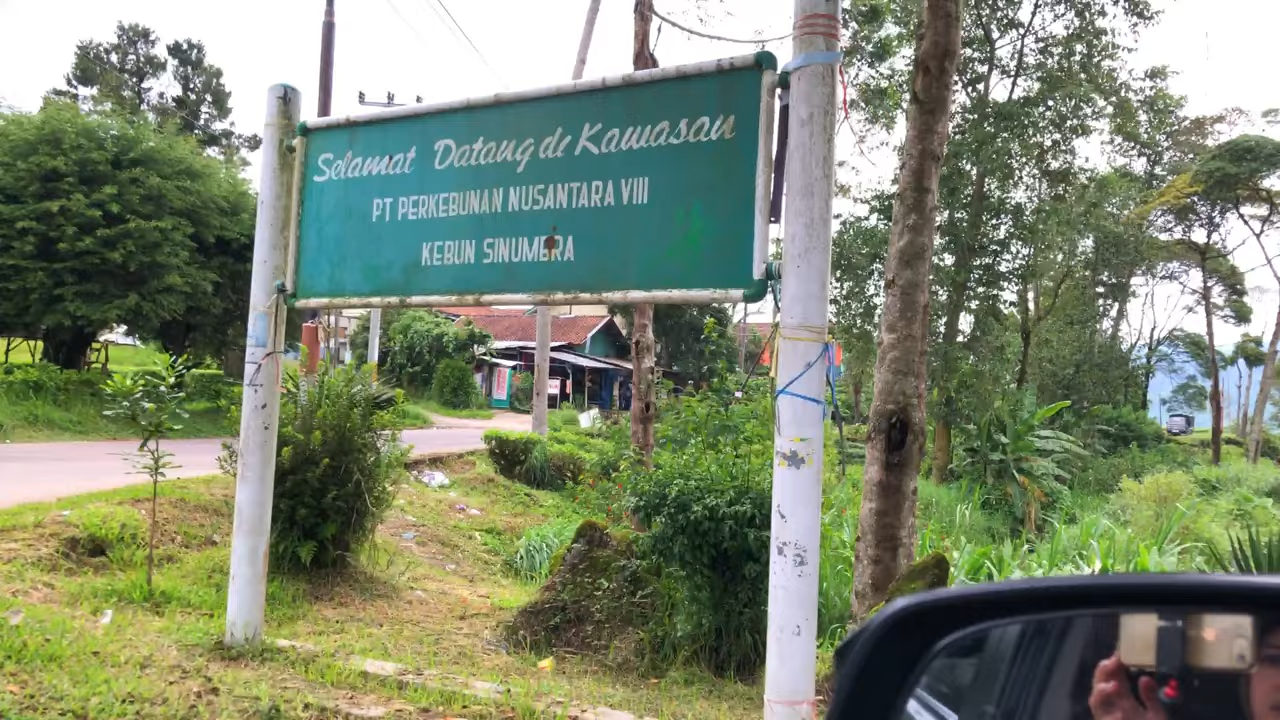 Selamat Datang di Kawasan
PT PERKEBUNAN NUSANTARA VIII
KEBUN SINUMBRA